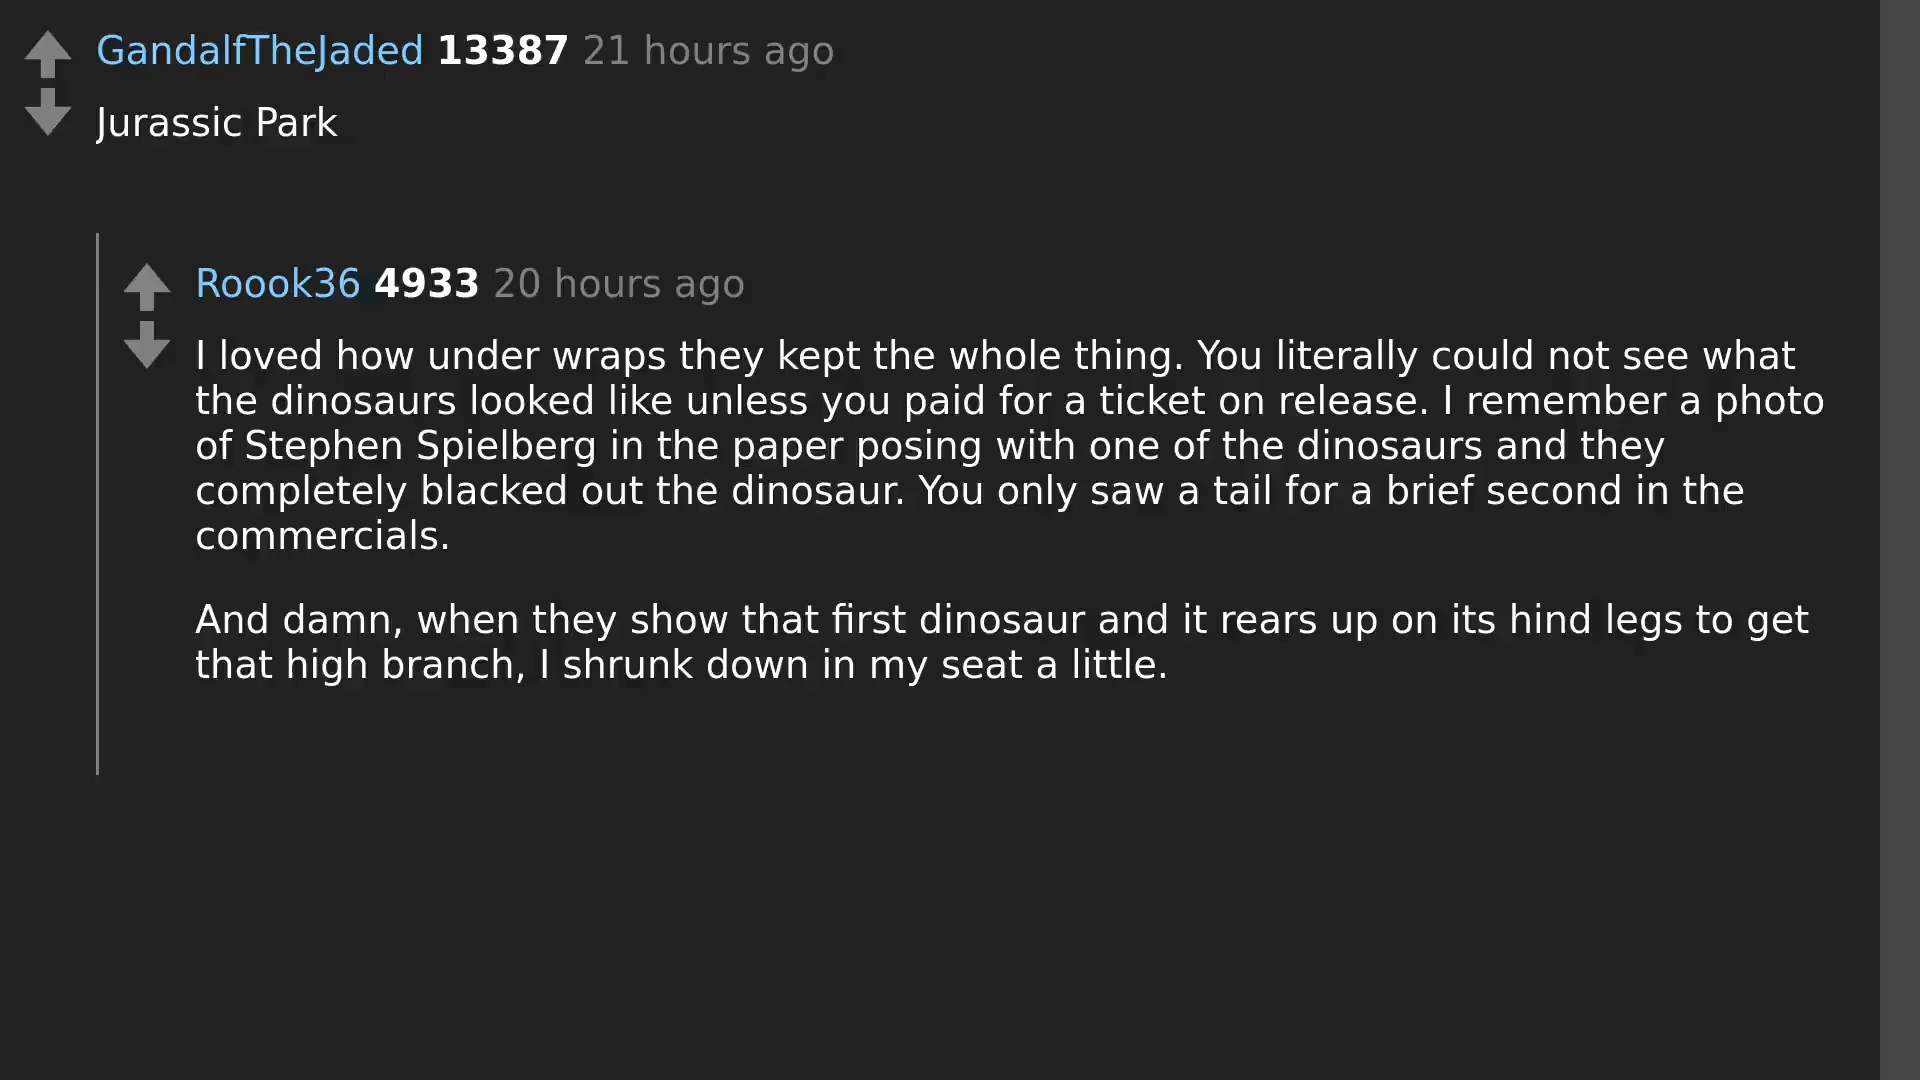 GandalfTheJaded 13387 21 hours ago
Jurassic Park
Roook36 4933 20 hours ago
I loved how under wraps they kept the whole thing. You literally could not see what
the dinosaurs looked like unless you paid for a ticket on release. I remember a photo
of Stephen Spielberg in the paper posing with one of the dinosaurs and they
completely blacked out the dinosaur. You only saw a tail for a brief second in the
commercials.
And damn, when they show that first dinosaur and it rears up on its hind legs to get
that high branch, I shrunk down in my seat a little.